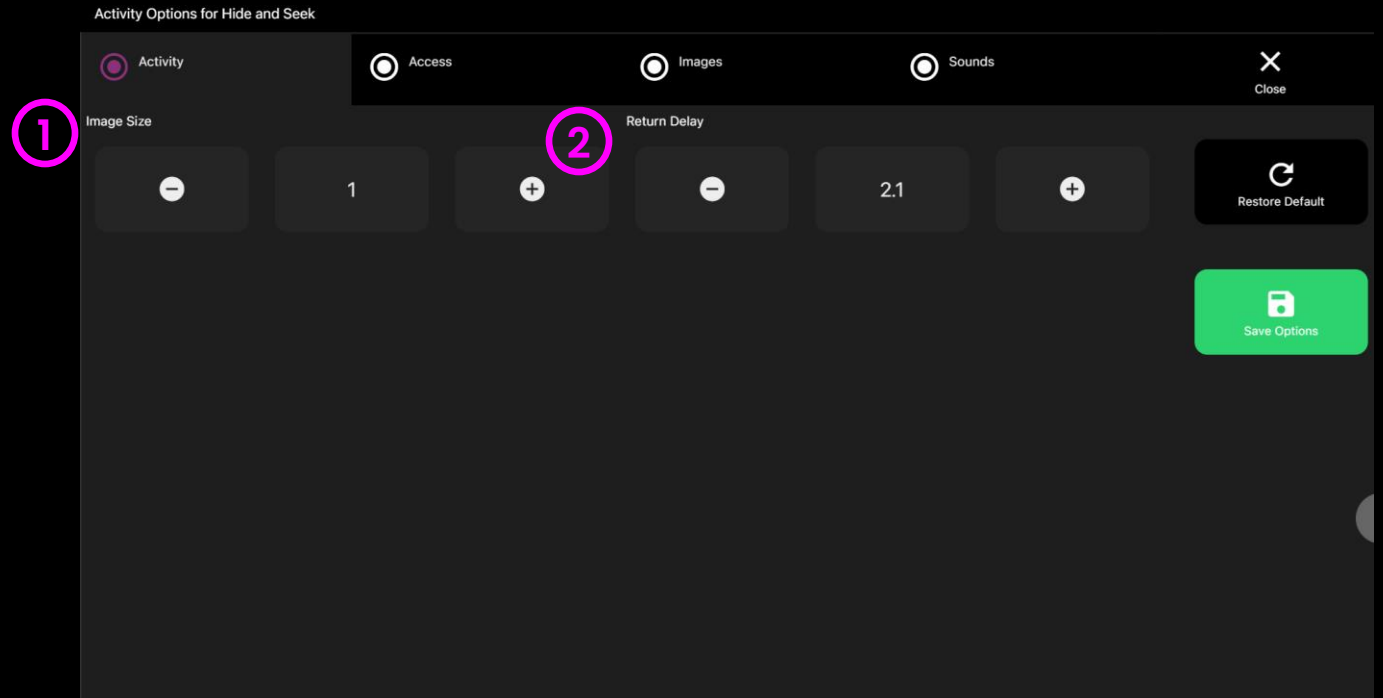 Activity Options for Hide and Seek
Activity
Access
Images
Sounds
Close
1
Image Size
2
Return Delay
1
2.1
Restore Default
Save Options